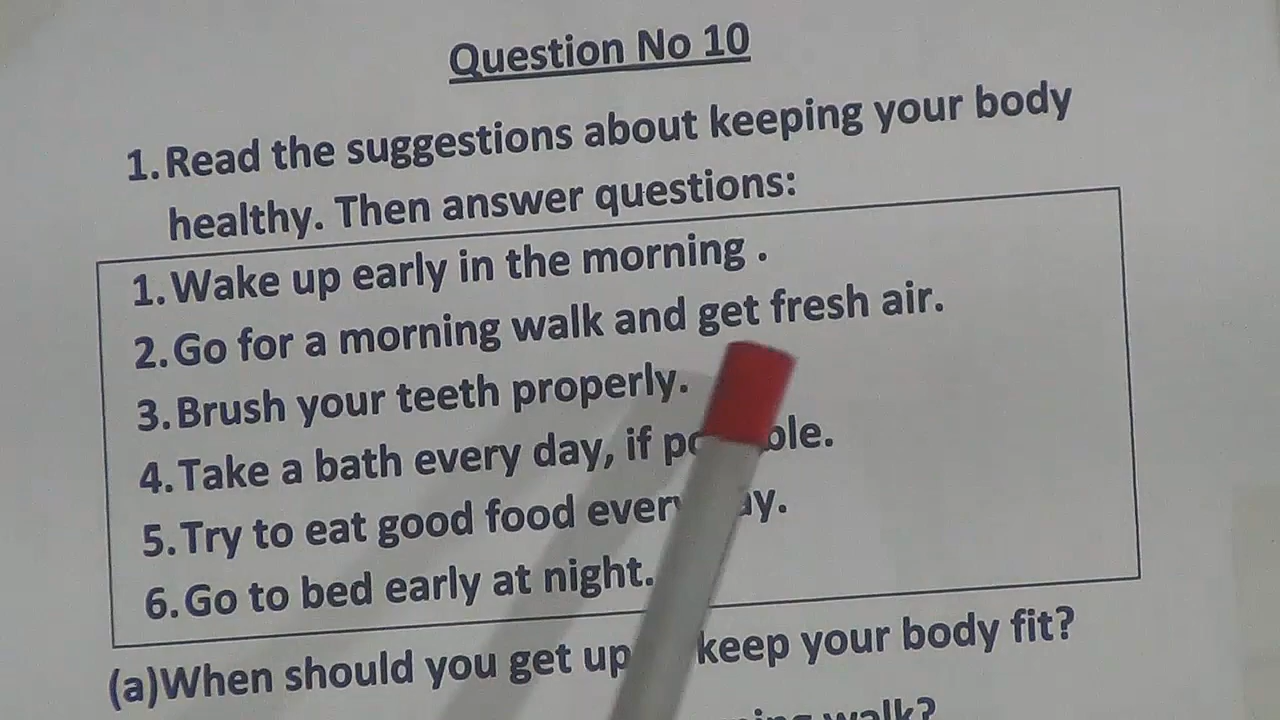 Question No 10
1. Read the suggestions about keeping your body
healthy. Then answer questions:
1. Wake up early in the morning .
2. Go for a morning walk and get fresh air.
3. Brush your teeth properly.
4. Take a bath every day, if
5. Try to eat good food
6. Go to bed early at night.
(a) When should you get up keep your body fit?
walk?